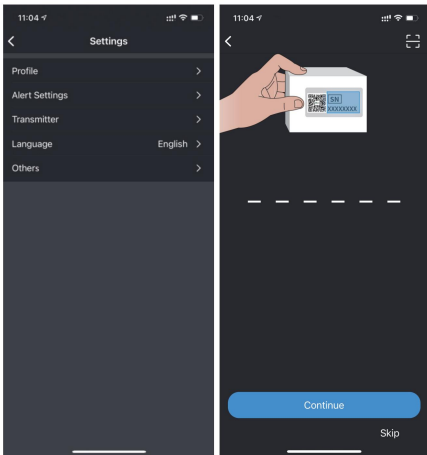 11:04
Settings
Profile
Alert Settings
Transmitter
Language English
Others
11:04
SN
XXXXXXXX
Continue
Skip